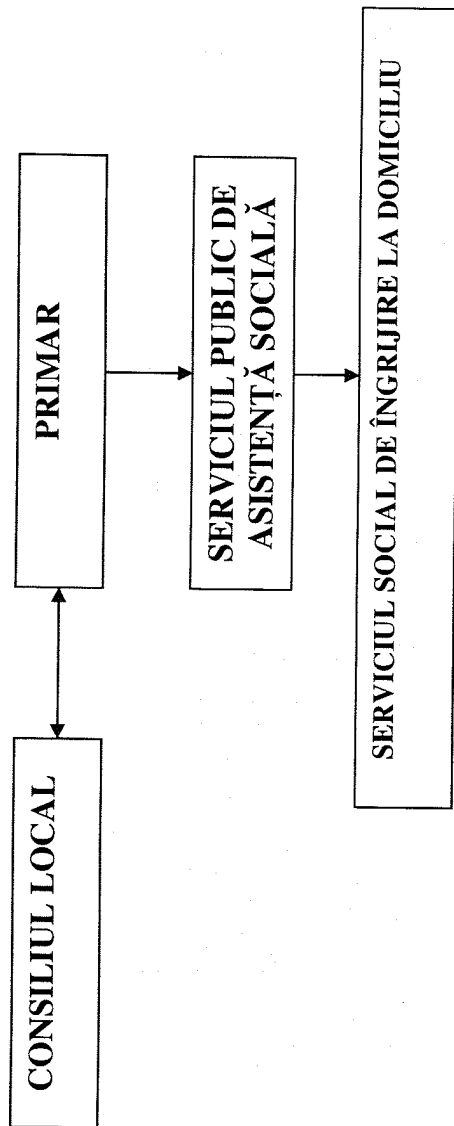 CONSILIUL LOCAL
PRIMAR
SERVICIUL PUBLIC DE
ASISTENȚĂ SOCIALĂ
SERVICIUL SOCIAL DE ÎNGRIJIRE LA DOMICILIU